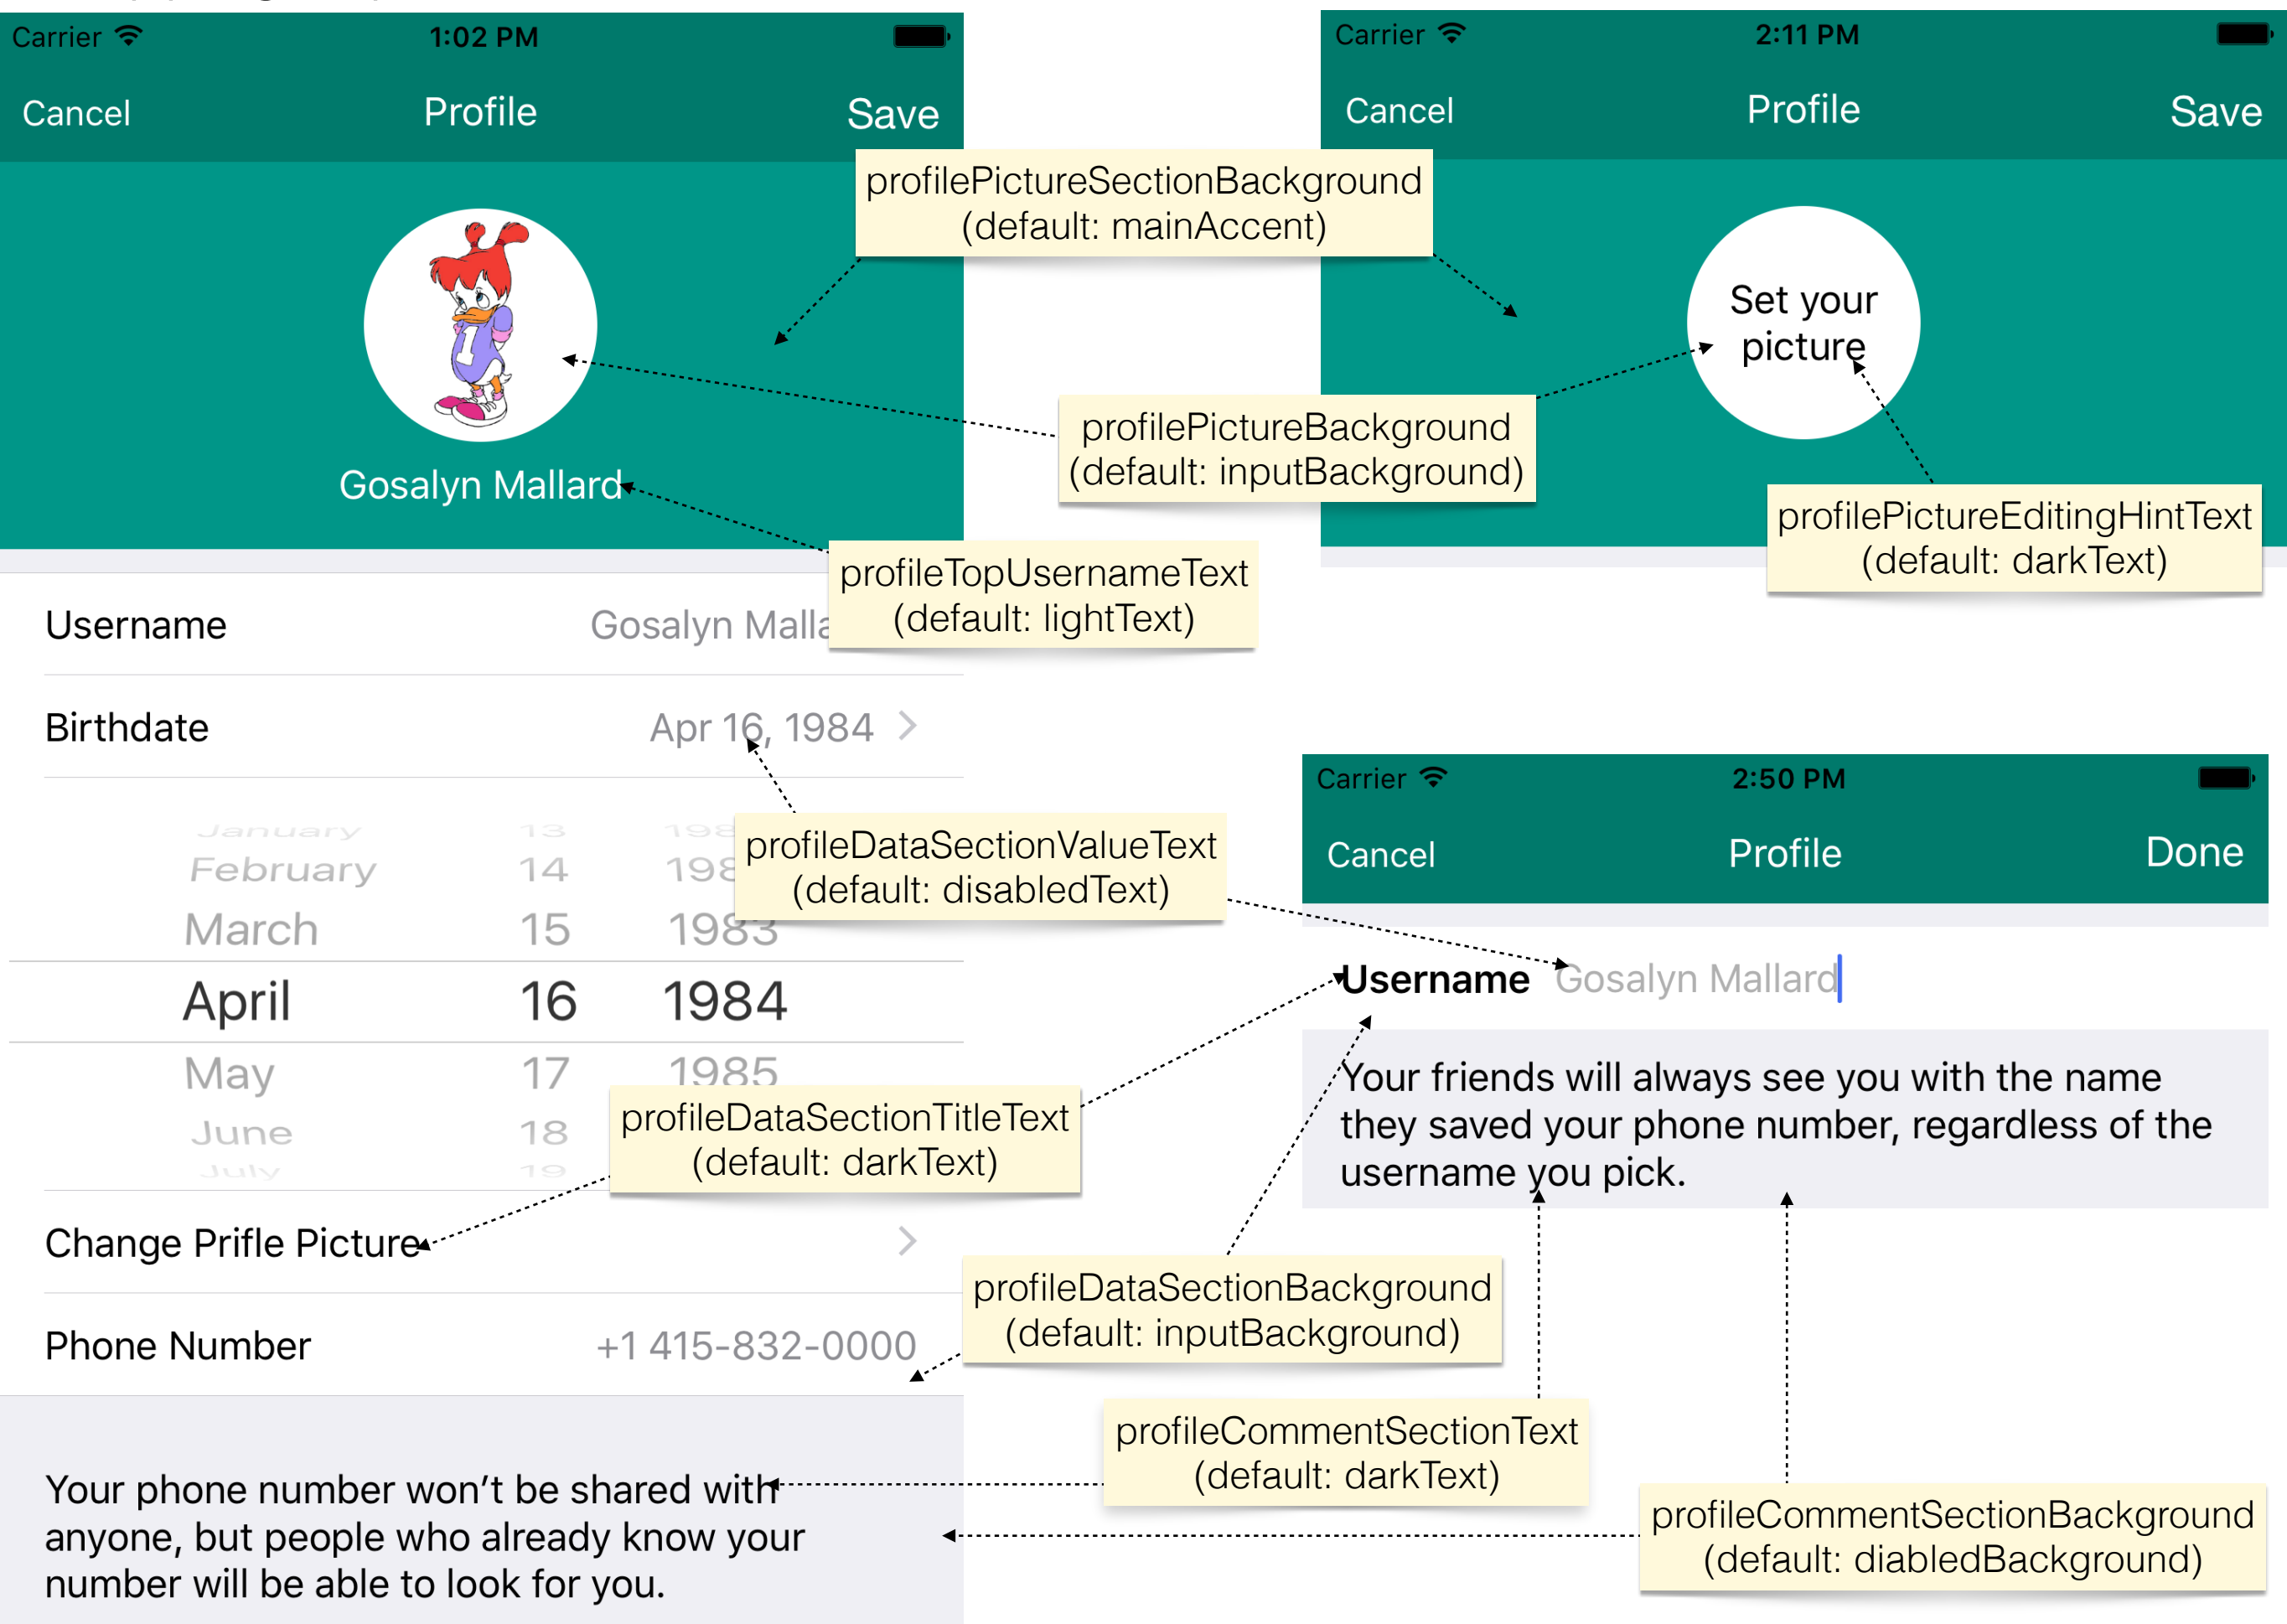 Carrier
1:02 PM
Cancel
Profile
Save
Gosalyn Mallard
Username
Birthdate
Apr 16, 1984
January 13
February 14
March 15 1983
April 16 1984
May 17 1985
June 18
July 19
Change Prifle Picture
Phone Number
+1 415-832-0000
Your phone number won't be shared with
anyone, but people who already know your
number will be able to look for you.
profilePictureSectionBackground
(default: mainAccent)
profilePictureBackground
(default: inputBackground)
profileTopUsernameText
(default: lightText)
Gosalyn
profileDataSectionValueText
(default: disabledText)
profileDataSectionTitleText
(default: darkText)
profileDataSectionBackground
(default: inputBackground)
profileCommentSectionText
(default: darkText)
profileCommentSectionBackground
(default: diabledBackground)
Carrier
2:11 PM
Cancel
Profile
Save
Set your
picture
profilePictureEditingHintText
(default: darkText)
Carrier
2:50 PM
Cancel
Profile
Done
Username Gosalyn Mallard
Your friends will always see you with the name
they saved your phone number, regardless of the
username you pick.